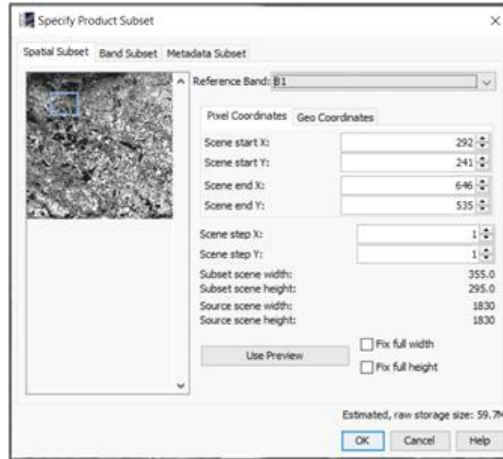 Specify Product Subset
Spatial Subset Band Subset Metadata Subset
Reference Band: B1
Pixel Coordinates Geo Coordinates
Scene start X: 292
Scene start Y: 241
Scene end X: 646
Scene end Y: 535
Scene step X: 1
Scene step Y: 1
Subset scene width: 355.0
Subset scene height: 295.0
Source scene width: 1830
Source scene height: 1830
Use Preview
Fix full width
Fix full height
Estimated, raw storage size: 59.7M
OK Cancel Help